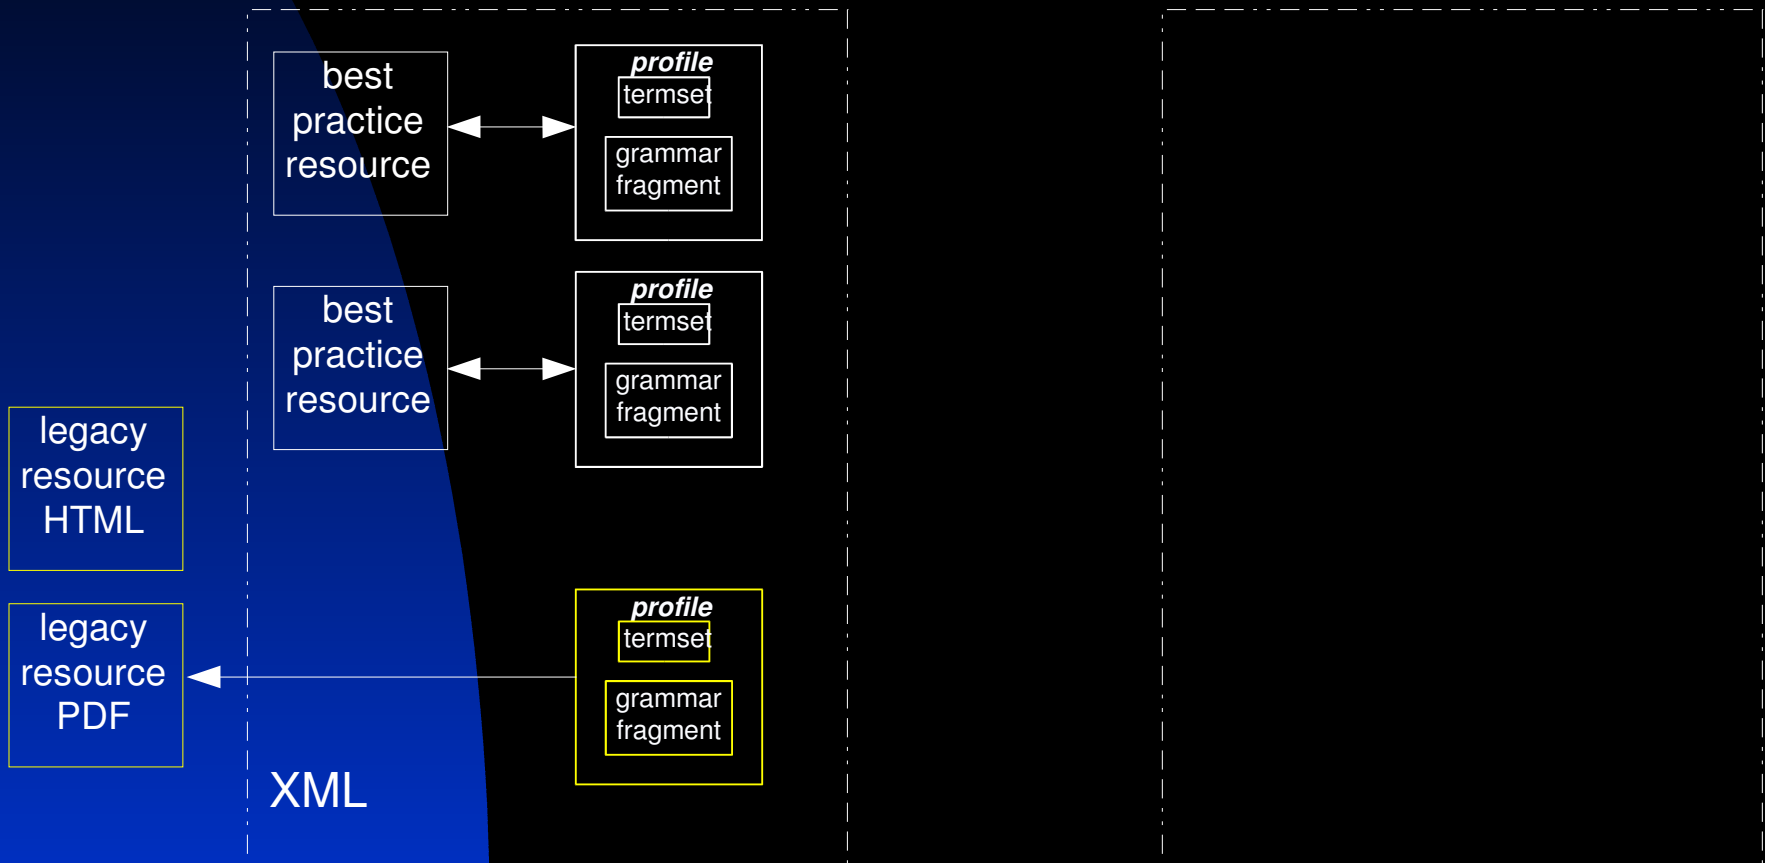 best
practice
resource
profile
termset
grammar
fragment
best
practice
resource
profile
termset
grammar
fragment
legacy
resource
HTML
legacy
resource
PDF
profile
termset
grammar
fragment
XML